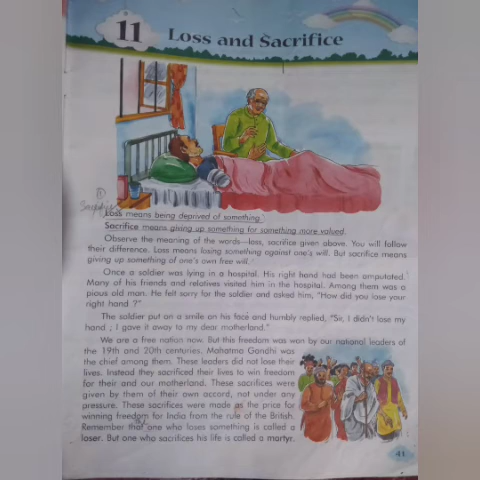 11
Loss and Sacrifice
Loss means being deprived of something
Sacrifice means giving up something for something more valued.
Observe the meaning of the words—loss, sacrifice given above. You will follow
their difference. Loss means losing something against one's will. But sacrifice means
giving up something of one's own free will.
Once a soldier was lying in a hospital. His right hand had been amputated.
Many of his friends and relatives visited him in the hospital. Among them was a
pious old man. He felt sorry for the soldier and asked him, "How did you lose your
right hand ?"
The soldier put on a smile on his face and humbly replied, "Sir, I didn't lose my
hand ; I gave it away to my dear motherland."
We are a free nation now. But this freedom was won by our national leaders of
the 19th and 20th centuries. Mahatma Gandhi was
the chief among them. These leaders did not lose their
lives. Instead they sacrificed their lives to win freedom
for their and our motherland. These sacrifices were
given by them of their own accord, not under any
pressure. These sacrifices were made as the price for
winning freedom for India from the rule of the British.
Remember that one who loses something is called a
loser. But one who sacrifices his life is called a martyr.
41